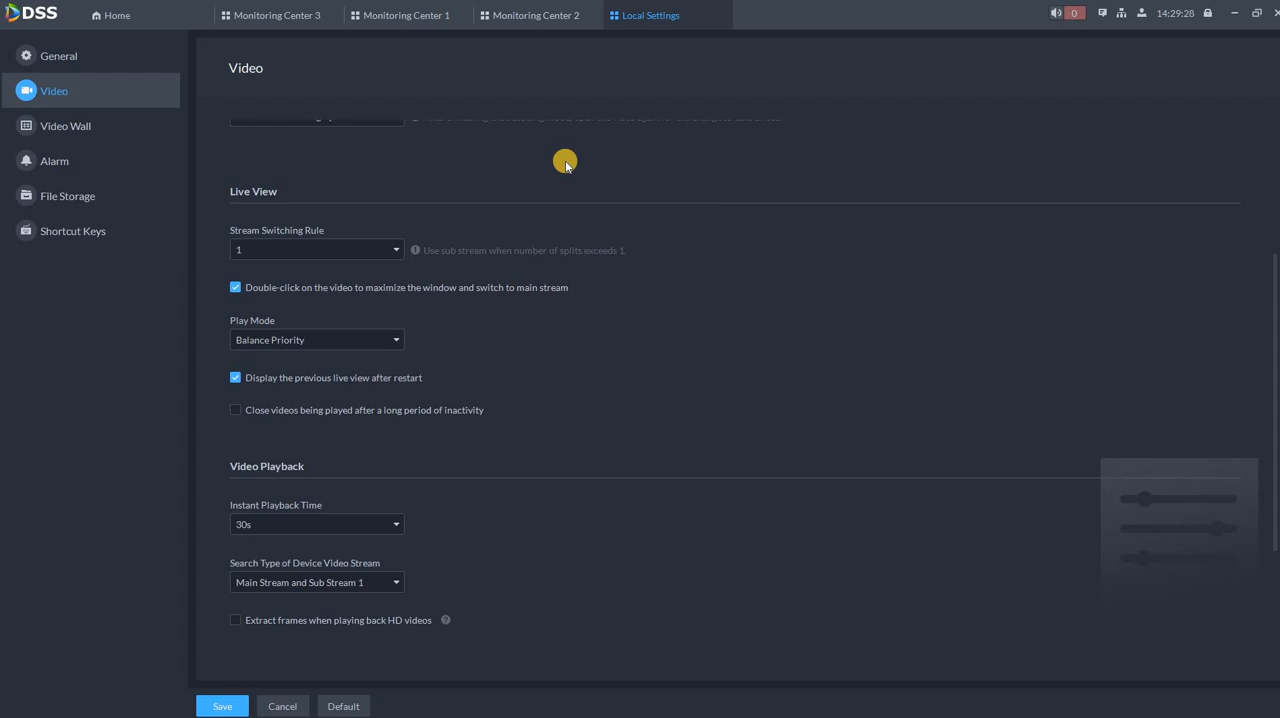 DSS
Home
Monitoring Center 3
Monitoring Center 1
Monitoring Center 2
Local Settings
0
14:29:28
General
Video
Video Wall
Alarm
File Storage
Shortcut Keys
Video
Live View
Stream Switching Rule
1
Use sub stream when number of splits exceeds 1.
Double-click on the video to maximize the window and switch to main stream
Play Mode
Balance Priority
Display the previous live view after restart
Close videos being played after a long period of inactivity
Video Playback
Instant Playback Time
30s
Search Type of Device Video Stream
Main Stream and Sub Stream 1
Extract frames when playing back HD videos
Save
Cancel
Default